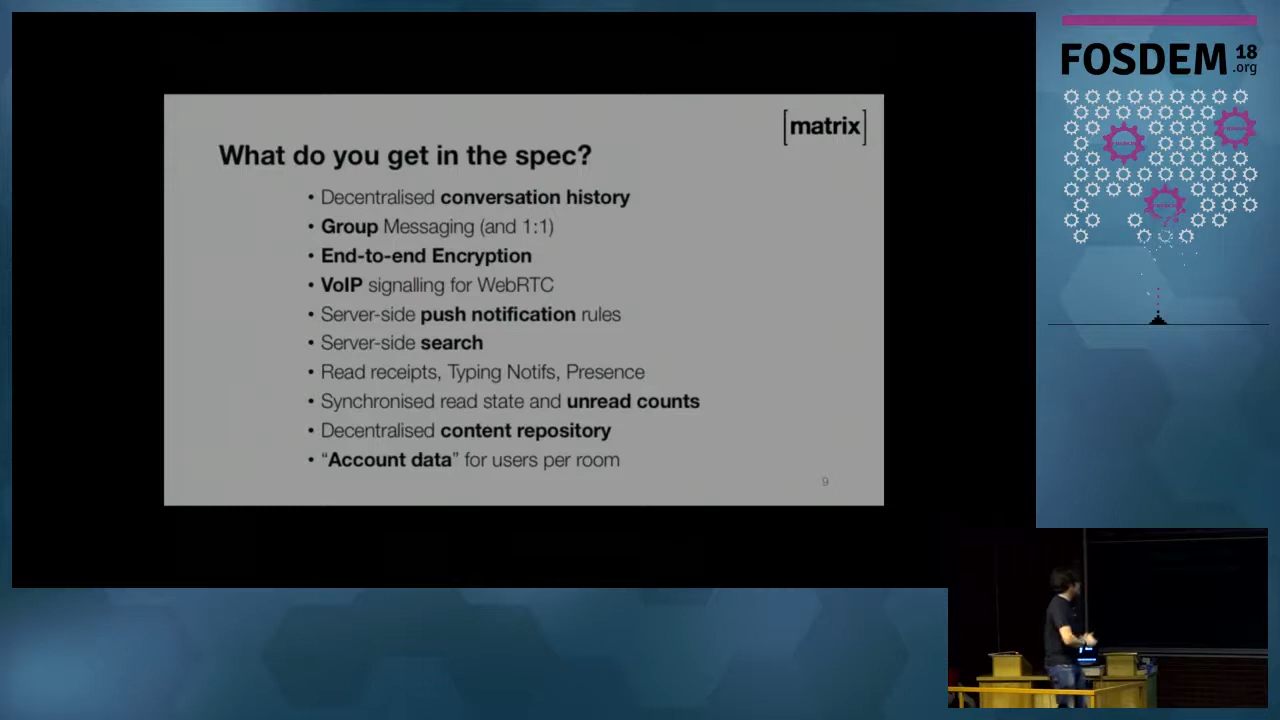 [matrix]
What do you get in the spec?
• Decentralised conversation history
• Group Messaging (and 1:1)
• End-to-end Encryption
• VoIP signalling for WebRTC
• Server-side push notification rules
• Server-side search
• Read receipts, Typing Notifs, Presence
• Synchronised read state and unread counts
• Decentralised content repository
• “Account data” for users per room
9
FOSDEM 18
.org